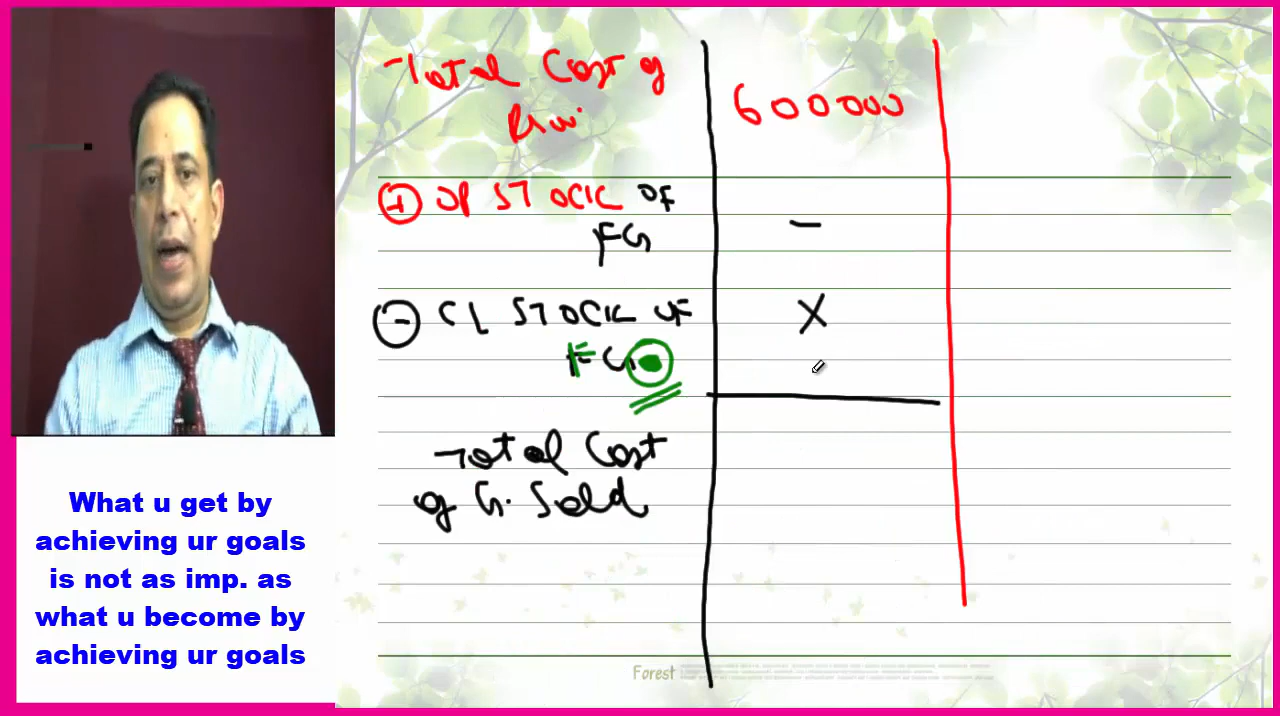 Total Cost of
600000
+ OP STOCK OF
FG
–
- CL STOCK OF
FG
X
Total Cost
of G. Sold
What u get by
achieving ur goals
is not as imp. as
what u become by
achieving ur goals
Forest